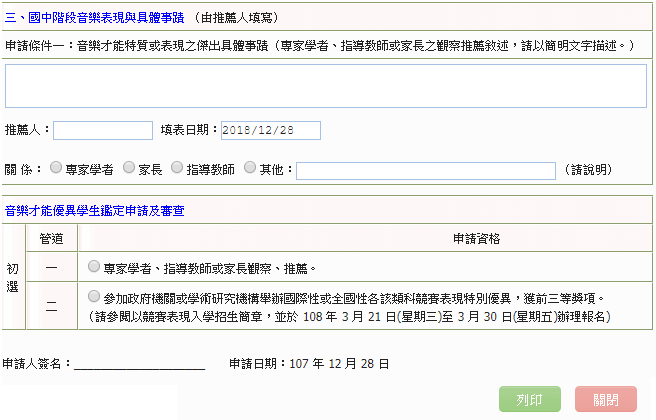 三、國中階段音樂表現與具體事蹟 （由推薦人填寫）
申請條件一：音樂才能特質或表現之傑出具體事蹟（專家學者、指導教師或家長之觀察推薦敘述，請以簡明文字描述。）
推薦人： 填表日期：2018/12/28
關 係： 專家學者 家長 指導教師 其他： （請說明）
音樂才能優異學生鑑定申請及審查
管道 申請資格
初選
一 專家學者、指導教師或家長觀察、推薦。
二 參加政府機關或學術研究機構舉辦國際性或全國性各該類科競賽表現特別優異，獲前三等獎項。
（請參閱以競賽表現入學招生簡章，並於 108 年 3 月 21 日(星期三)至 3 月 30 日(星期五)辦理報名）
申請人簽名：____________________ 申請日期：107 年 12 月 28 日
列印 關閉